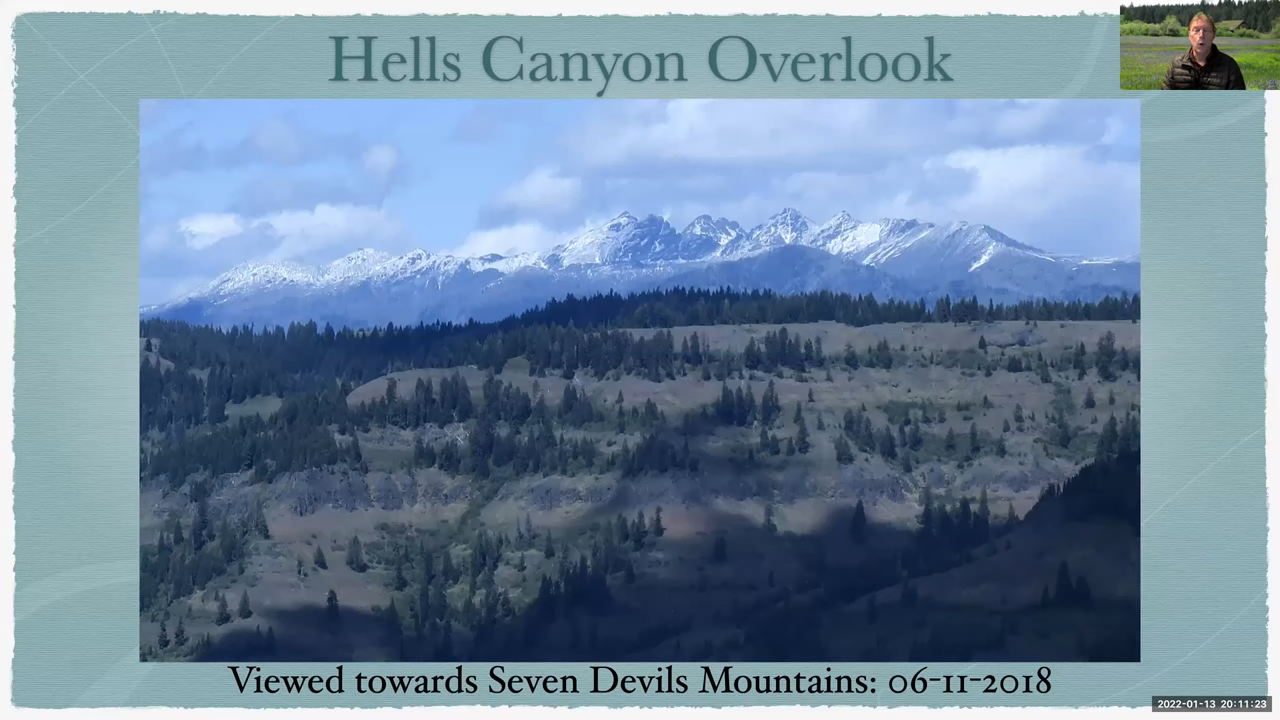 Hells Canyon Overlook
Viewed towards Seven Devils Mountains: 06-11-2018
2022-01-13 20:11:23